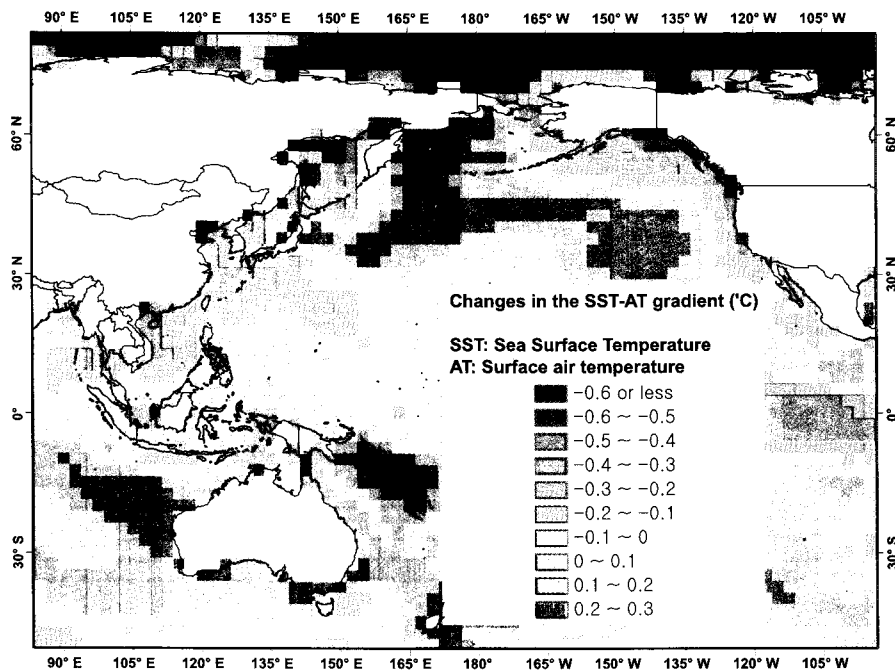 90° E 105° E 120° E 135° E 150° E 165° E 180° 165° W 150° W 135° W 120° W 105° W
60° N 60° N
30° N 30° N
Changes in the SST-AT gradient (°C)
SST: Sea Surface Temperature
AT: Surface air temperature
-0.6 or less
-0.6 ~ -0.5
-0.5 ~ -0.4
0° 0°
-0.4 ~ -0.3
-0.3 ~ -0.2
-0.2 ~ -0.1
-0.1 ~ 0
30° S 30° S
0 ~ 0.1
0.1 ~ 0.2
0.2 ~ 0.3
90° E 105° E 120° E 135° E 150° E 165° E 180° 165° W 150° W 135° W 120° W 105° W